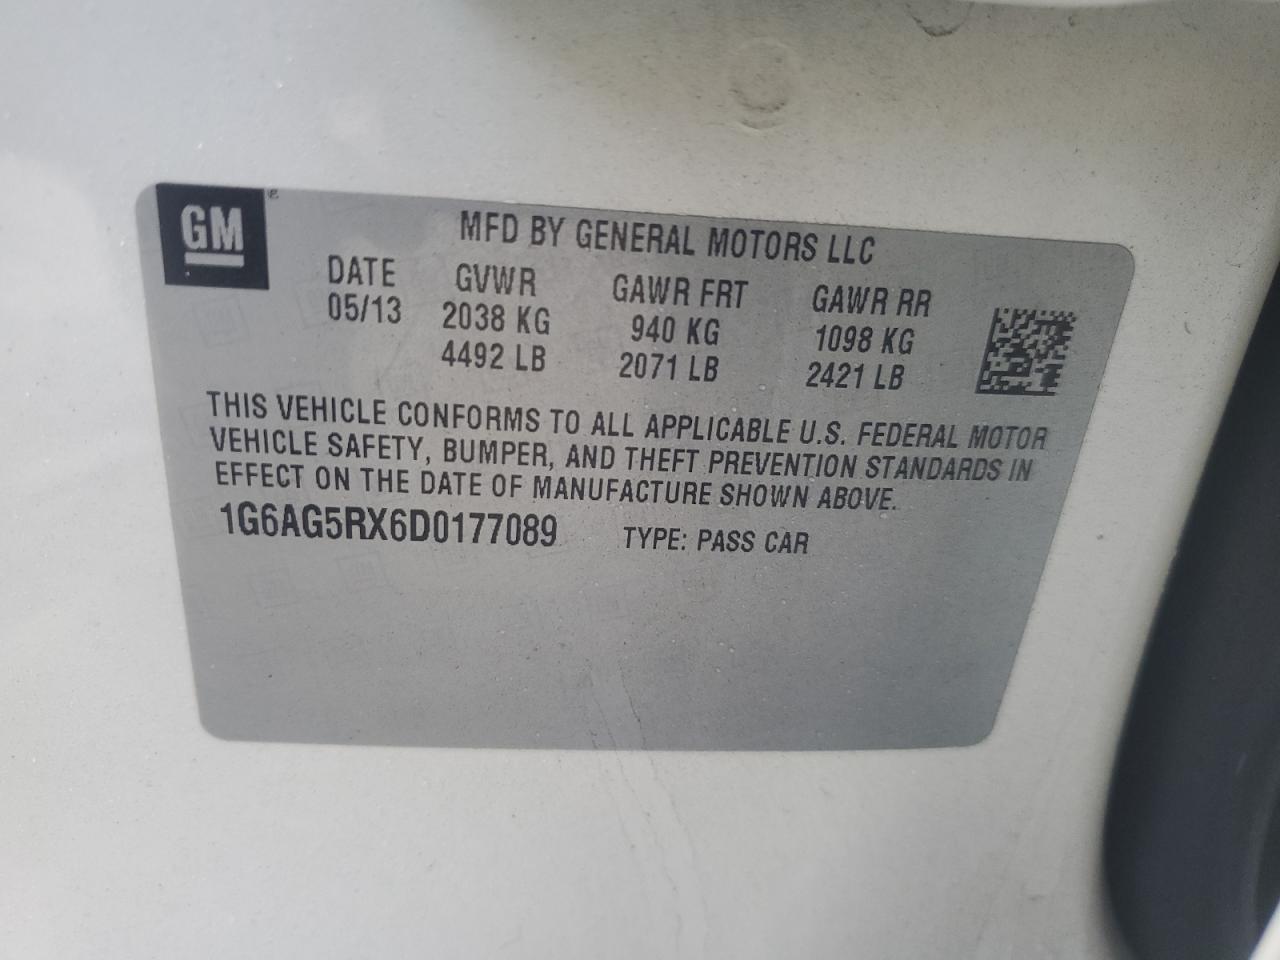 GM
MFD BY GENERAL MOTORS LLC
DATE GVWR GAWR FRT GAWR RR
05/13 2038 KG 940 KG 1098 KG
4492 LB 2071 LB 2421 LB
THIS VEHICLE CONFORMS TO ALL APPLICABLE U.S. FEDERAL MOTOR
VEHICLE SAFETY, BUMPER, AND THEFT PREVENTION STANDARDS IN
EFFECT ON THE DATE OF MANUFACTURE SHOWN ABOVE.
1G6AG5RX6D0177089 TYPE: PASS CAR